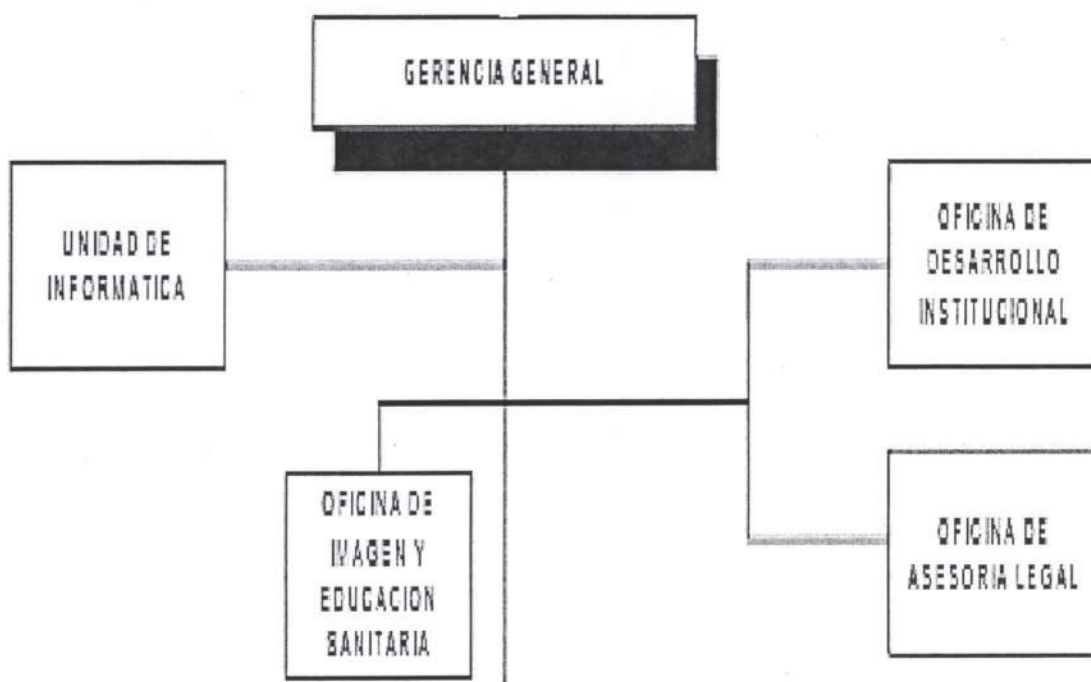 GERENCIA GENERAL
UNIDAD DE
INFORMATICA
OFICINA DE
DESARROLLO
INSTITUCIONAL
OFICINA DE
IMAGEN Y
EDUCACION
SANITARIA
OFICINA DE
ASESORIA LEGAL